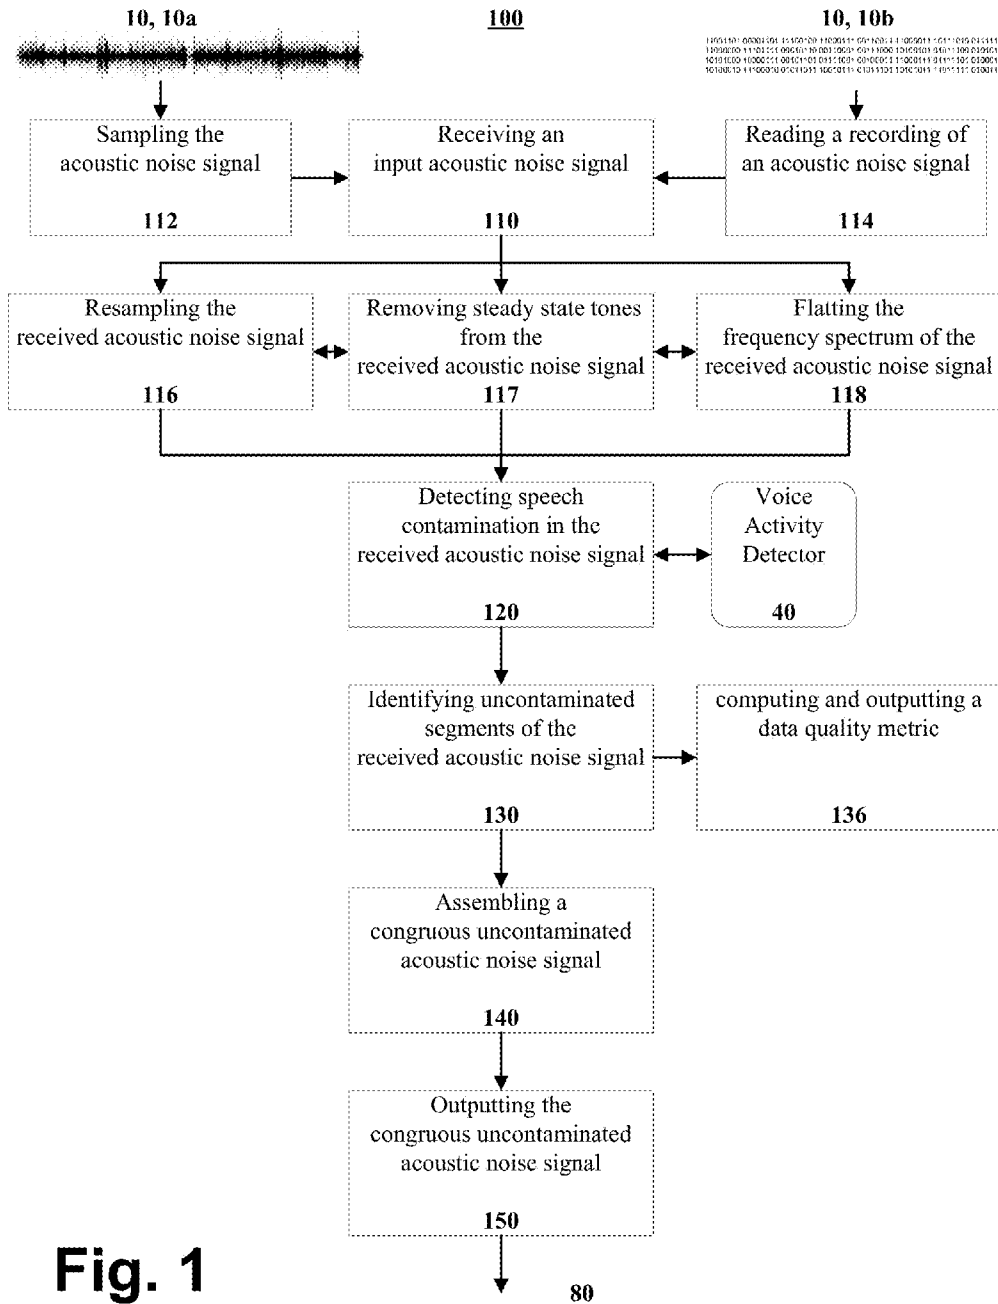 10, 10a
100
10, 10b
Sampling the
acoustic noise signal
112
Receiving an
input acoustic noise signal
110
Reading a recording of
an acoustic noise signal
114
Resampling the
received acoustic noise signal
116
Removing steady state tones
from the
received acoustic noise signal
117
Flatting the
frequency spectrum of the
received acoustic noise signal
118
Detecting speech
contamination in the
received acoustic noise signal
120
Voice
Activity
Detector
40
Identifying uncontaminated
segments of the
received acoustic noise signal
130
computing and outputting a
data quality metric
136
Assembling a
congruous uncontaminated
acoustic noise signal
140
Outputting the
congruous uncontaminated
acoustic noise signal
150
80
Fig. 1